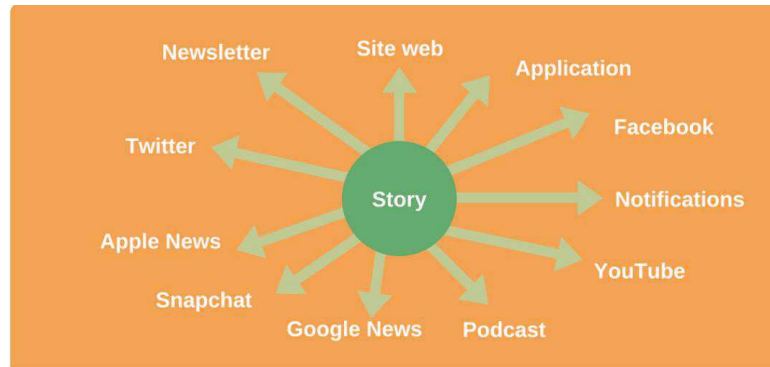 Newsletter
Site web
Application
Twitter
Facebook
Story
Notifications
Apple News
YouTube
Snapchat
Google News
Podcast